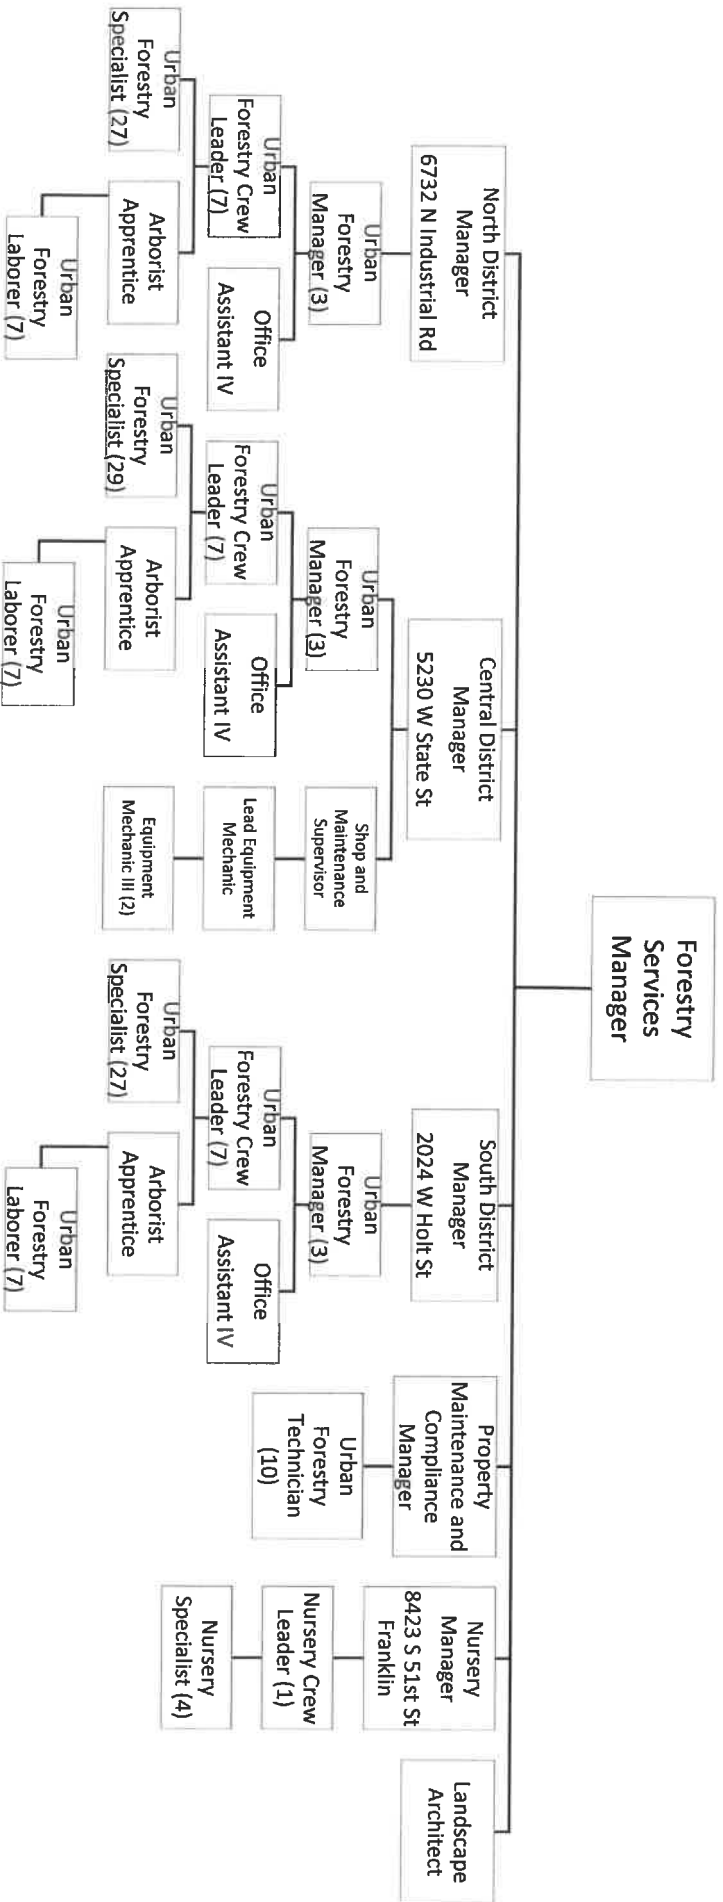 Forestry
Services
Manager
North District
Manager
6732 N Industrial Rd
Central District
Manager
5230 W State St
South District
Manager
2024 W Holt St
Property
Maintenance and
Compliance
Manager
Nursery
Manager
8423 S 51st St
Franklin
Landscape
Architect
Urban
Forestry
Manager (3)
Urban
Forestry
Manager (3)
Shop and
Maintenance
Supervisor
Urban
Forestry
Manager (3)
Urban
Forestry
Technician
(10)
Nursery Crew
Leader (1)
Urban
Forestry Crew
Leader (7)
Office
Assistant IV
Urban
Forestry Crew
Leader (7)
Office
Assistant IV
Lead Equipment
Mechanic
Urban
Forestry Crew
Leader (7)
Office
Assistant IV
Nursery
Specialist (4)
Urban
Forestry
Specialist (27)
Arborist
Apprentice
Urban
Forestry
Specialist (29)
Arborist
Apprentice
Equipment
Mechanic III (2)
Urban
Forestry
Specialist (27)
Arborist
Apprentice
Urban
Forestry
Laborer (7)
Urban
Forestry
Laborer (7)
Urban
Forestry
Laborer (7)